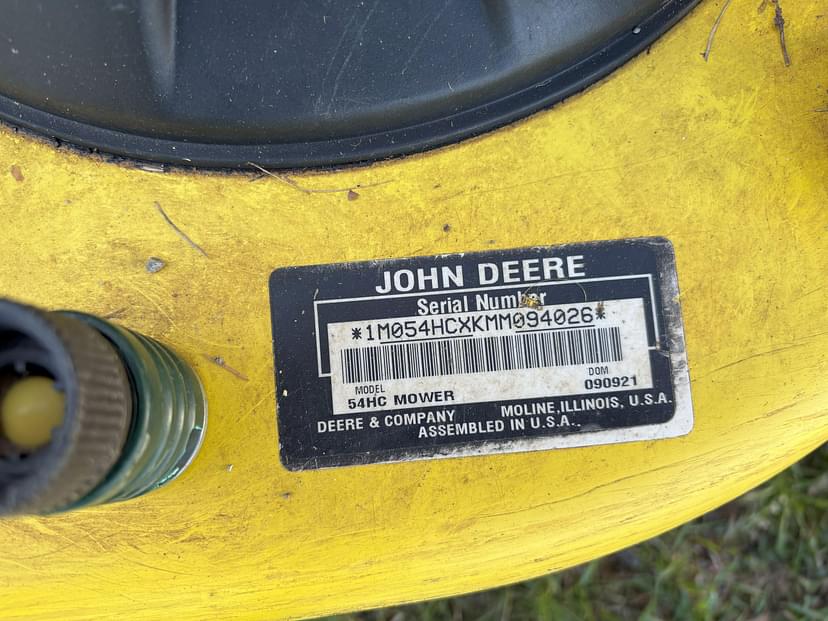 JOHN DEERE
Serial Number
*1M054HCXKMM094026*
MODEL DOM
54HC MOWER 090921
DEERE & COMPANY MOLINE, ILLINOIS, U.S.A.
ASSEMBLED IN U.S.A.